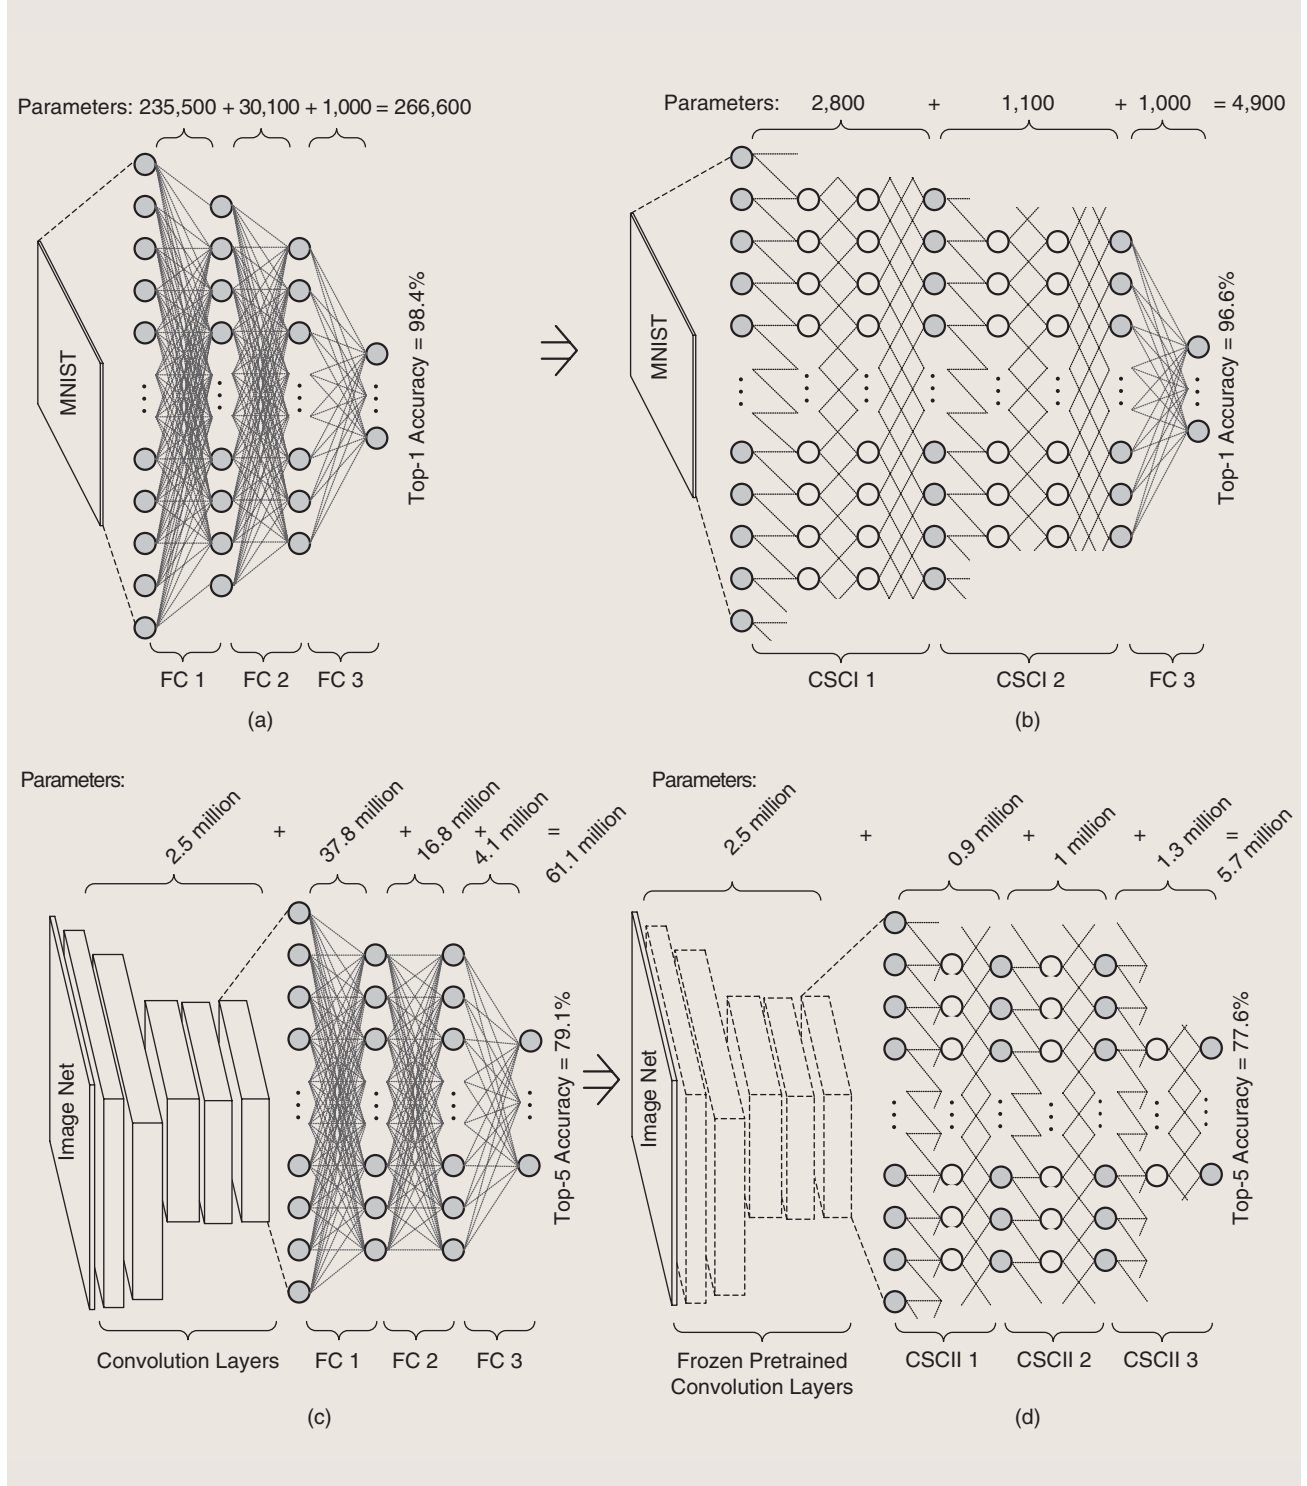 Parameters: 235,500 + 30,100 + 1,000 = 266,600
MNIST
Top-1 Accuracy = 98.4%
FC 1 FC 2 FC 3
(a)
Parameters: 2,800 + 1,100 + 1,000 = 4,900
MNIST
Top-1 Accuracy = 96.6%
CSCI 1 CSCI 2 FC 3
(b)
Parameters:
2.5 million + 37.8 million + 16.8 million + 4.1 million = 61.1 million
Image Net
Top-5 Accuracy = 79.1%
Convolution Layers FC 1 FC 2 FC 3
(c)
Parameters:
2.5 million + 0.9 million + 1 million + 1.3 million = 5.7 million
Image Net
Top-5 Accuracy = 77.6%
Frozen Pretrained
Convolution Layers
CSCII 1 CSCII 2 CSCII 3
(d)